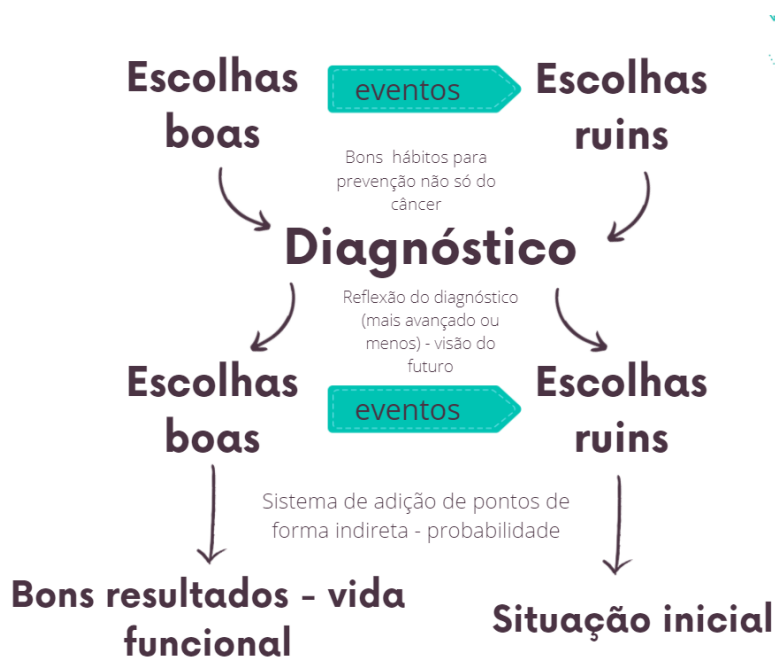 Escolhas
boas
eventos
Escolhas
ruins
Bons hábitos para
prevenção não só do
câncer
Diagnóstico
Reflexão do diagnóstico
(mais avançado ou
menos) - visão do
futuro
Escolhas
boas
eventos
Escolhas
ruins
Sistema de adição de pontos de
forma indireta - probabilidade
Bons resultados - vida
funcional
Situação inicial